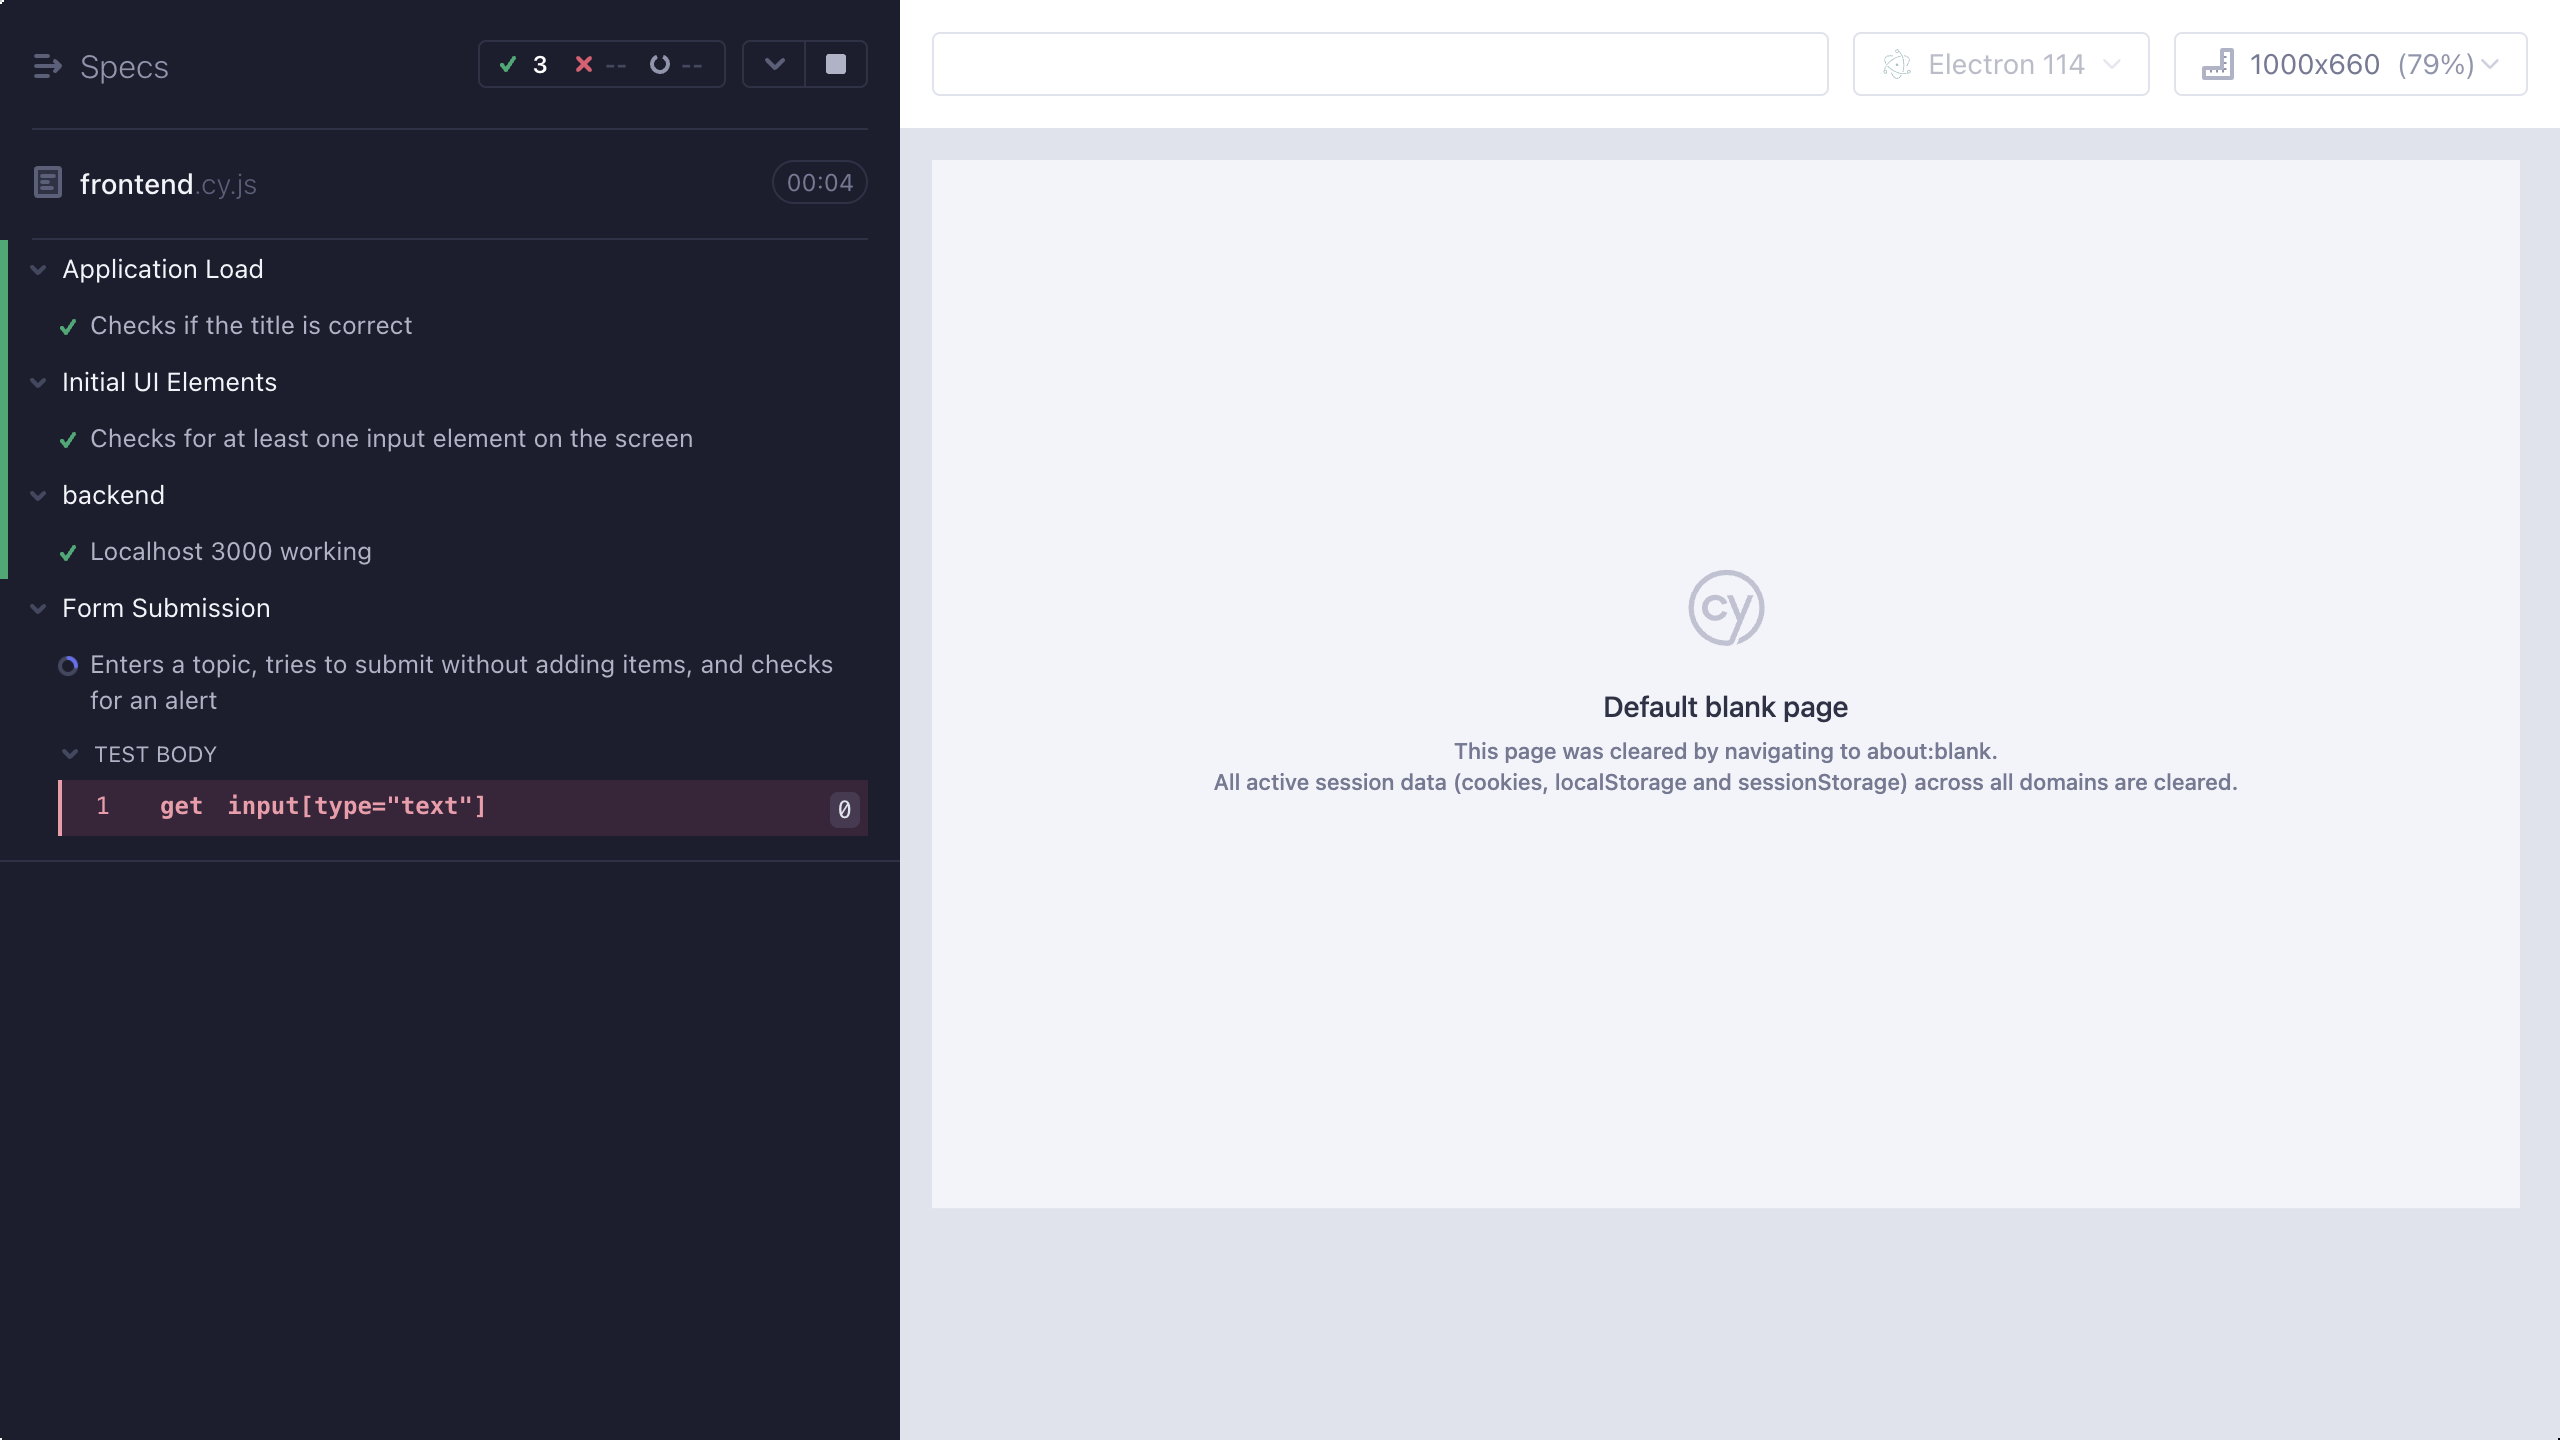 Specs
3 -- --
frontend.cy.js
00:04
Application Load
Checks if the title is correct
Initial UI Elements
Checks for at least one input element on the screen
backend
Localhost 3000 working
Form Submission
Enters a topic, tries to submit without adding items, and checks
for an alert
TEST BODY
1 get input[type="text"] 0
Electron 114
1000x660 (79%)
cy
Default blank page
This page was cleared by navigating to about:blank.
All active session data (cookies, localStorage and sessionStorage) across all domains are cleared.